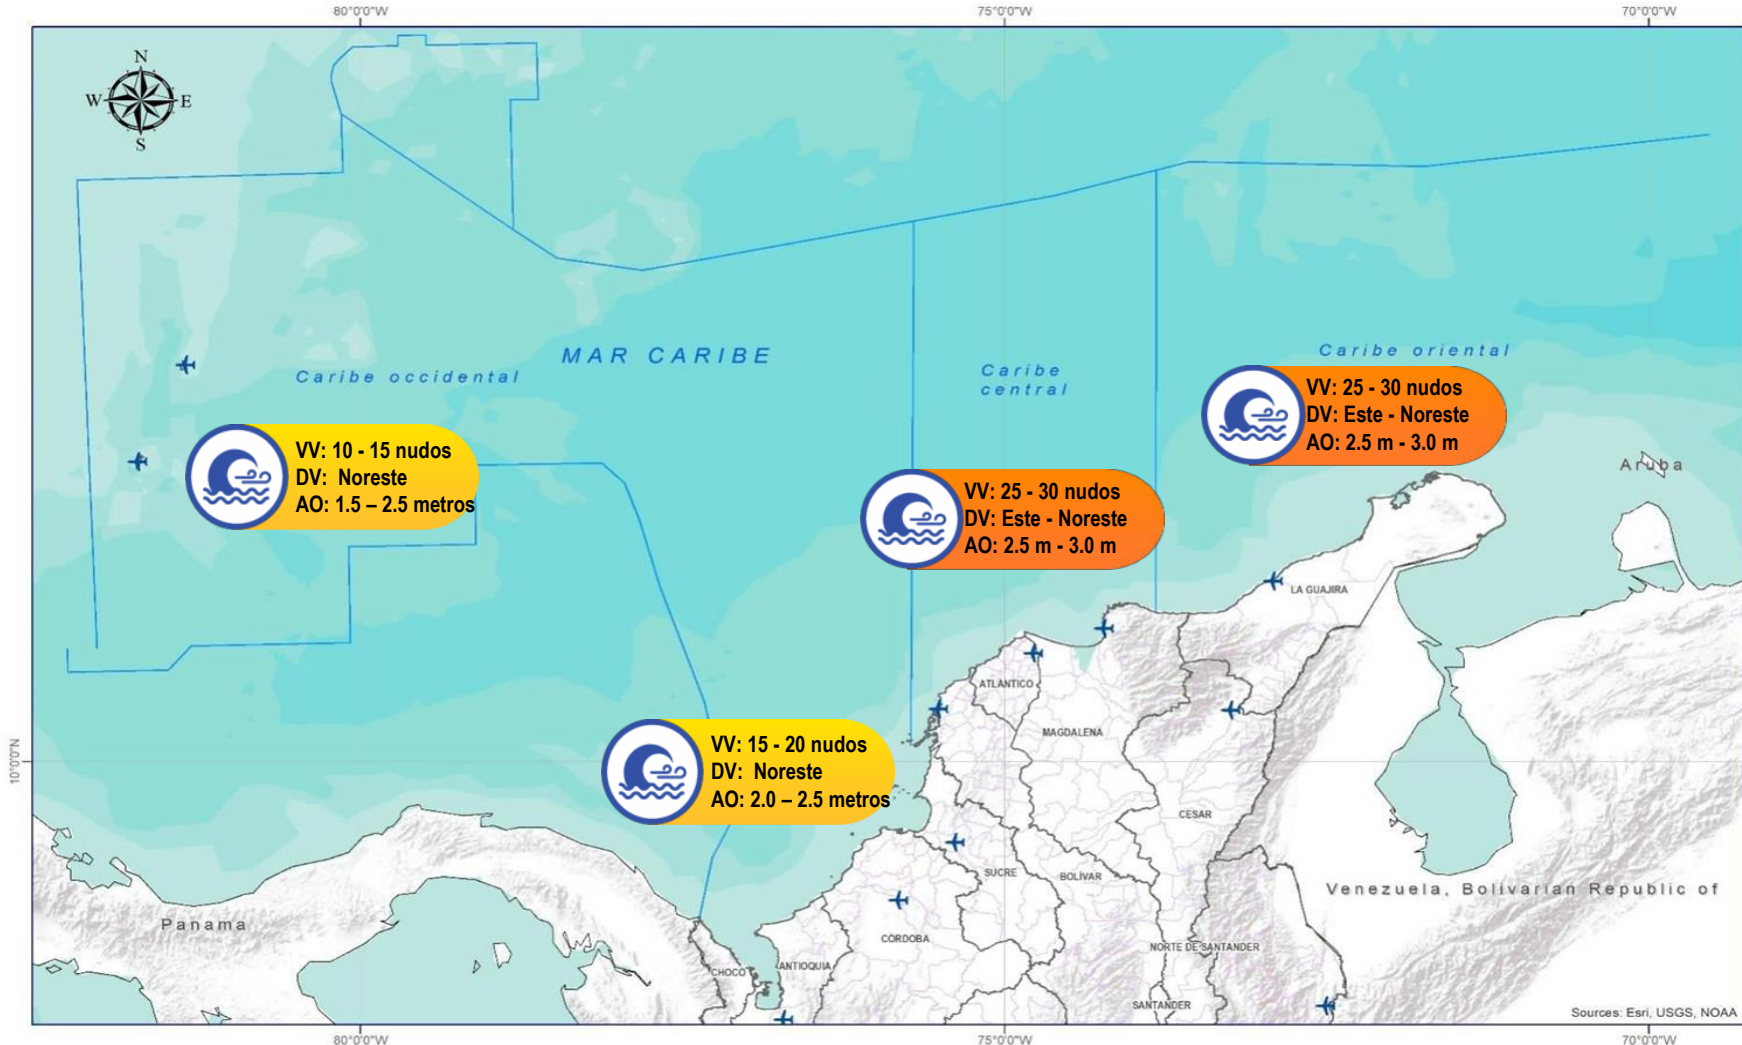 80°0'0"W
75°0'0"W
70°0'0"W
N
W
E
S
MAR CARIBE
Caribe occidental
Caribe
central
Caribe oriental
VV: 25 - 30 nudos
DV: Este - Noreste
AO: 2.5 m - 3.0 m
VV: 10 - 15 nudos
DV: Noreste
AO: 1.5 – 2.5 metros
VV: 25 - 30 nudos
DV: Este - Noreste
AO: 2.5 m - 3.0 m
Aruba
LA GUAJIRA
ATLÁNTICO
MAGDALENA
VV: 15 - 20 nudos
DV: Noreste
AO: 2.0 – 2.5 metros
10°0'0"N
CESAR
SUCRE
BOLÍVAR
Venezuela, Bolivarian Republic of
Panama
CÓRDOBA
NORTE DE SANTANDER
CHOCÓ
ANTIOQUIA
SANTANDER
Sources: Esri, USGS, NOAA
80°0'0"W
75°0'0"W
70°0'0"W